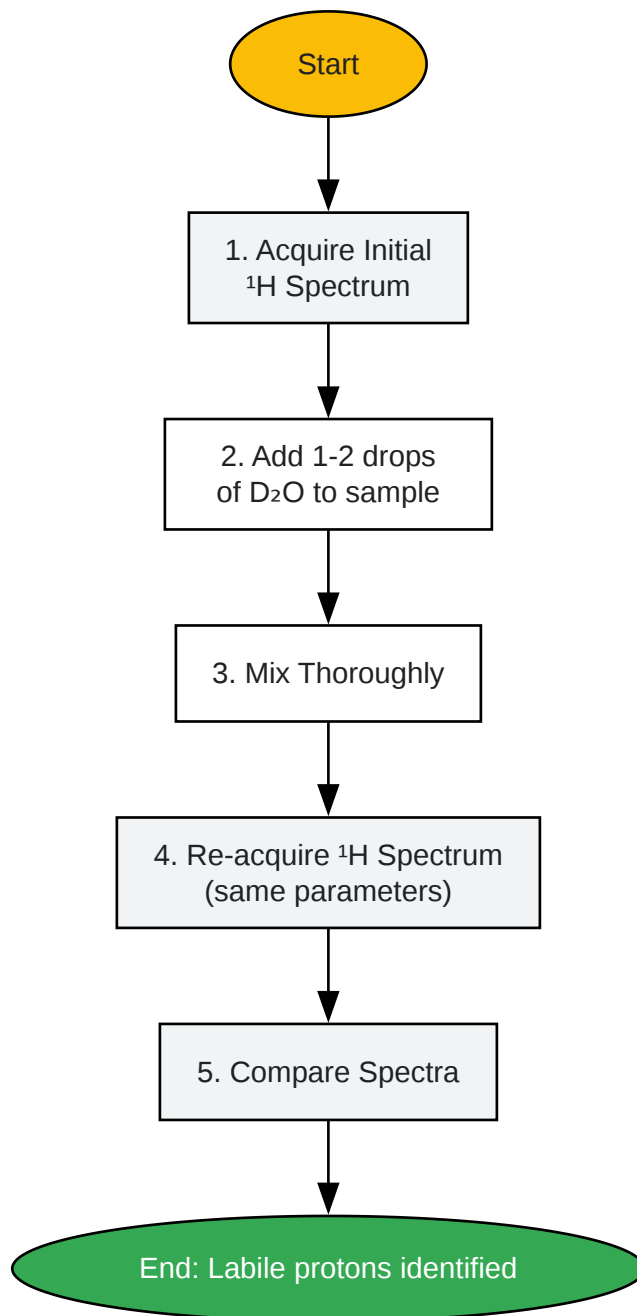 Start
1. Acquire Initial
¹H Spectrum
2. Add 1-2 drops
of D₂O to sample
3. Mix Thoroughly
4. Re-acquire ¹H Spectrum
(same parameters)
5. Compare Spectra
End: Labile protons identified